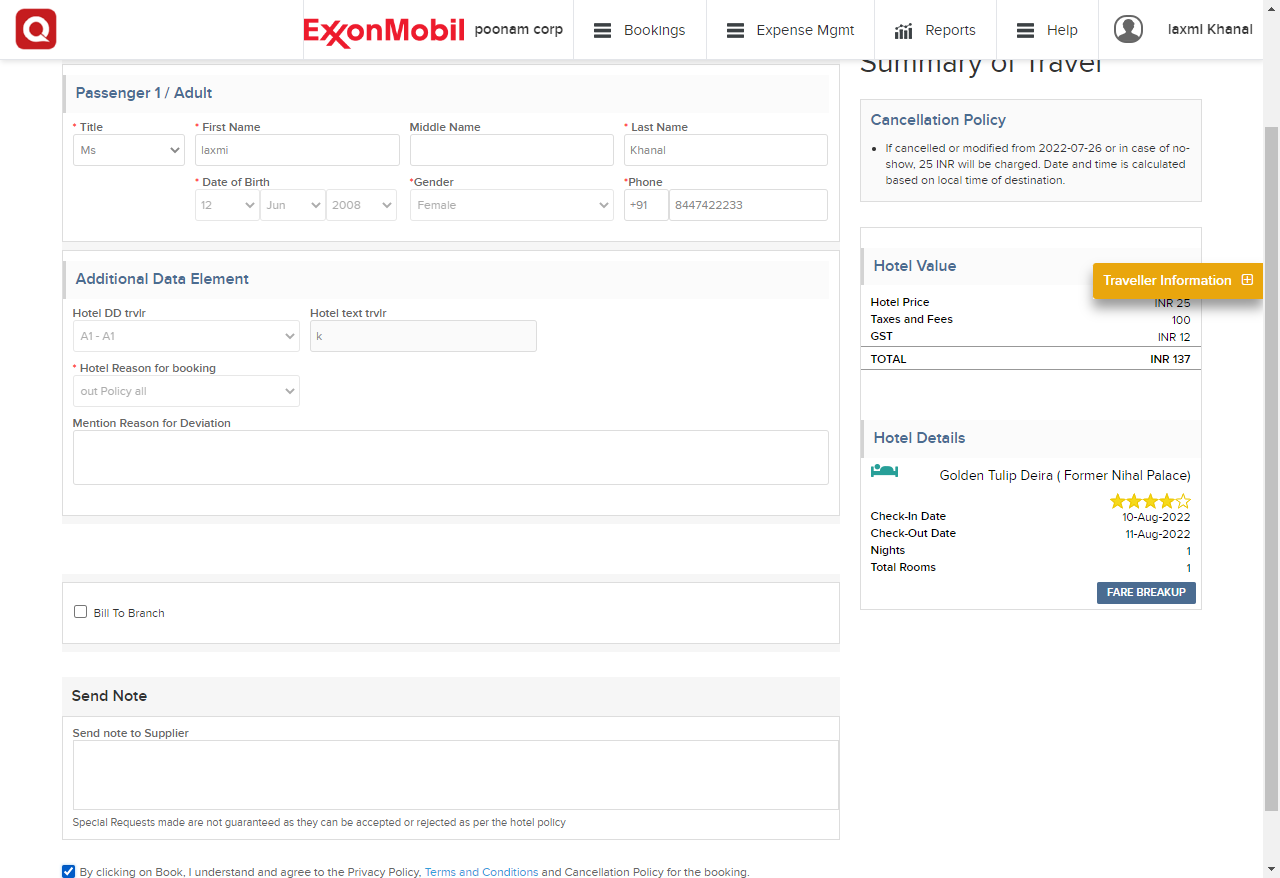 Q
ExxonMobil poonam corp Bookings Expense Mgmt Reports Help laxmi Khanal
Passenger 1 / Adult
* Title * First Name Middle Name * Last Name
Ms laxmi Khanal
* Date of Birth *Gender *Phone
12 Jun 2008 Female +91 8447422233
Additional Data Element
Hotel DD trvlr Hotel text trvlr
A1 - A1 k
* Hotel Reason for booking
out Policy all
Mention Reason for Deviation
Bill To Branch
Send Note
Send note to Supplier
Special Requests made are not guaranteed as they can be accepted or rejected as per the hotel policy
By clicking on Book, I understand and agree to the Privacy Policy, Terms and Conditions and Cancellation Policy for the booking.
Summary of Travel
Cancellation Policy
If cancelled or modified from 2022-07-26 or in case of no-
show, 25 INR will be charged. Date and time is calculated
based on local time of destination.
Hotel Value
Traveller Information
Hotel Price INR 25
Taxes and Fees 100
GST INR 12
TOTAL INR 137
Hotel Details
Golden Tulip Deira ( Former Nihal Palace)
Check-In Date 10-Aug-2022
Check-Out Date 11-Aug-2022
Nights 1
Total Rooms 1
FARE BREAKUP